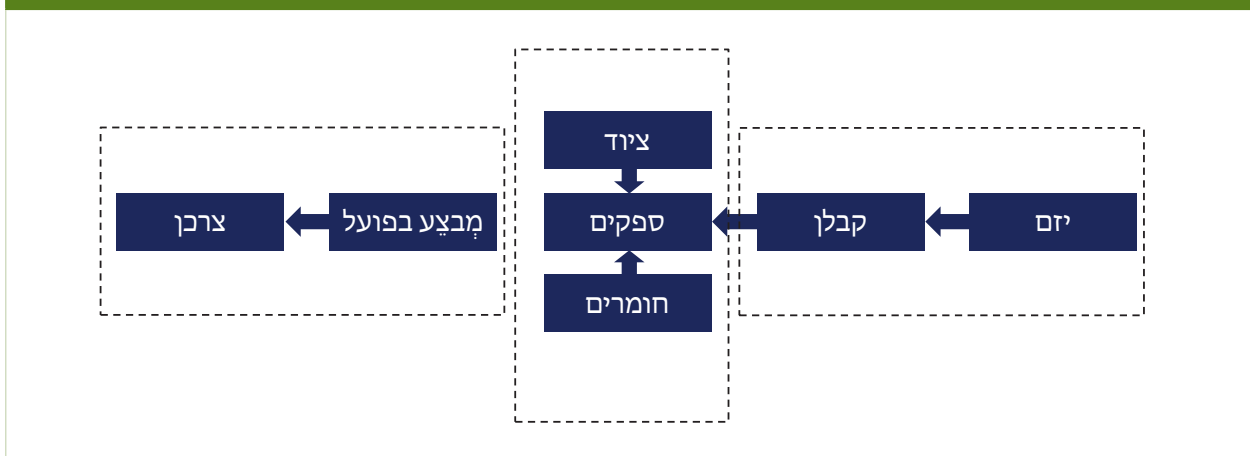 ציוד
יזם
קבלן
ספקים
מְבצֵע בפועל
צרכן
חומרים